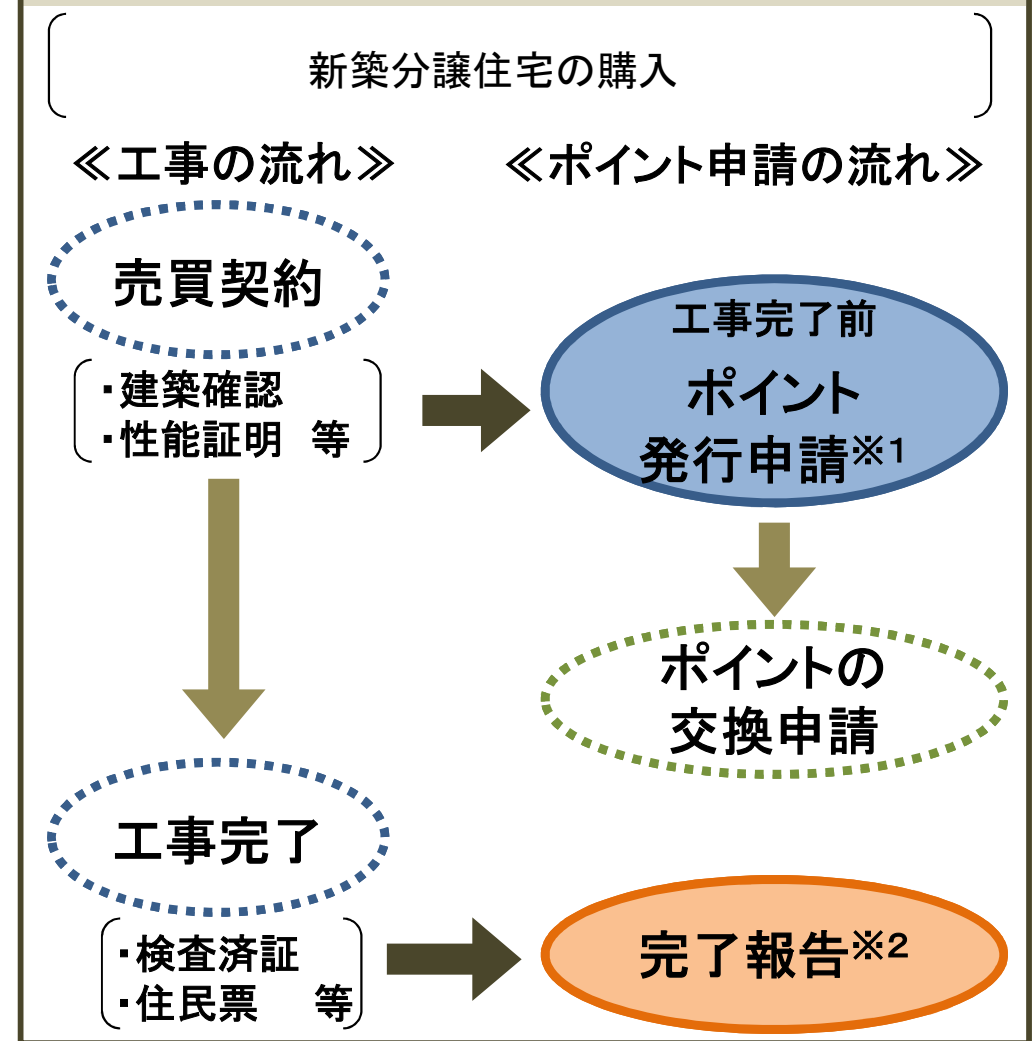 新築分譲住宅の購入
≪工事の流れ≫
≪ポイント申請の流れ≫
売買契約
・建築確認
・性能証明 等
工事完了前
ポイント
発行申請※1
ポイントの
交換申請
工事完了
・検査済証
・住民票 等
完了報告※2